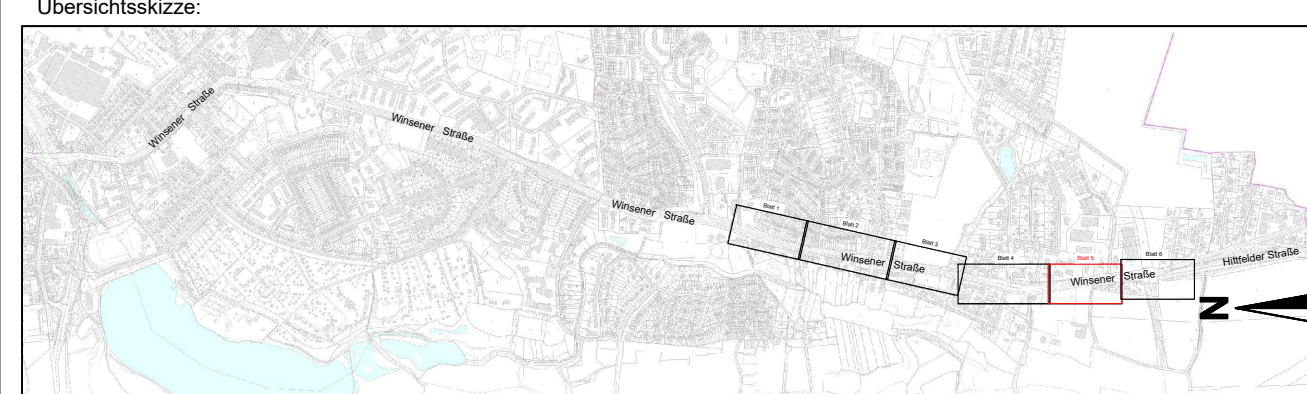 Übersichtsskizze:
Winsener Straße
Winsener Straße
Winsener Straße
Blatt 1
Blatt 2
Blatt 3
Winsener Straße
Blatt 4
Blatt 5
Blatt 6
Winsener Straße
Hittfelder Straße
N